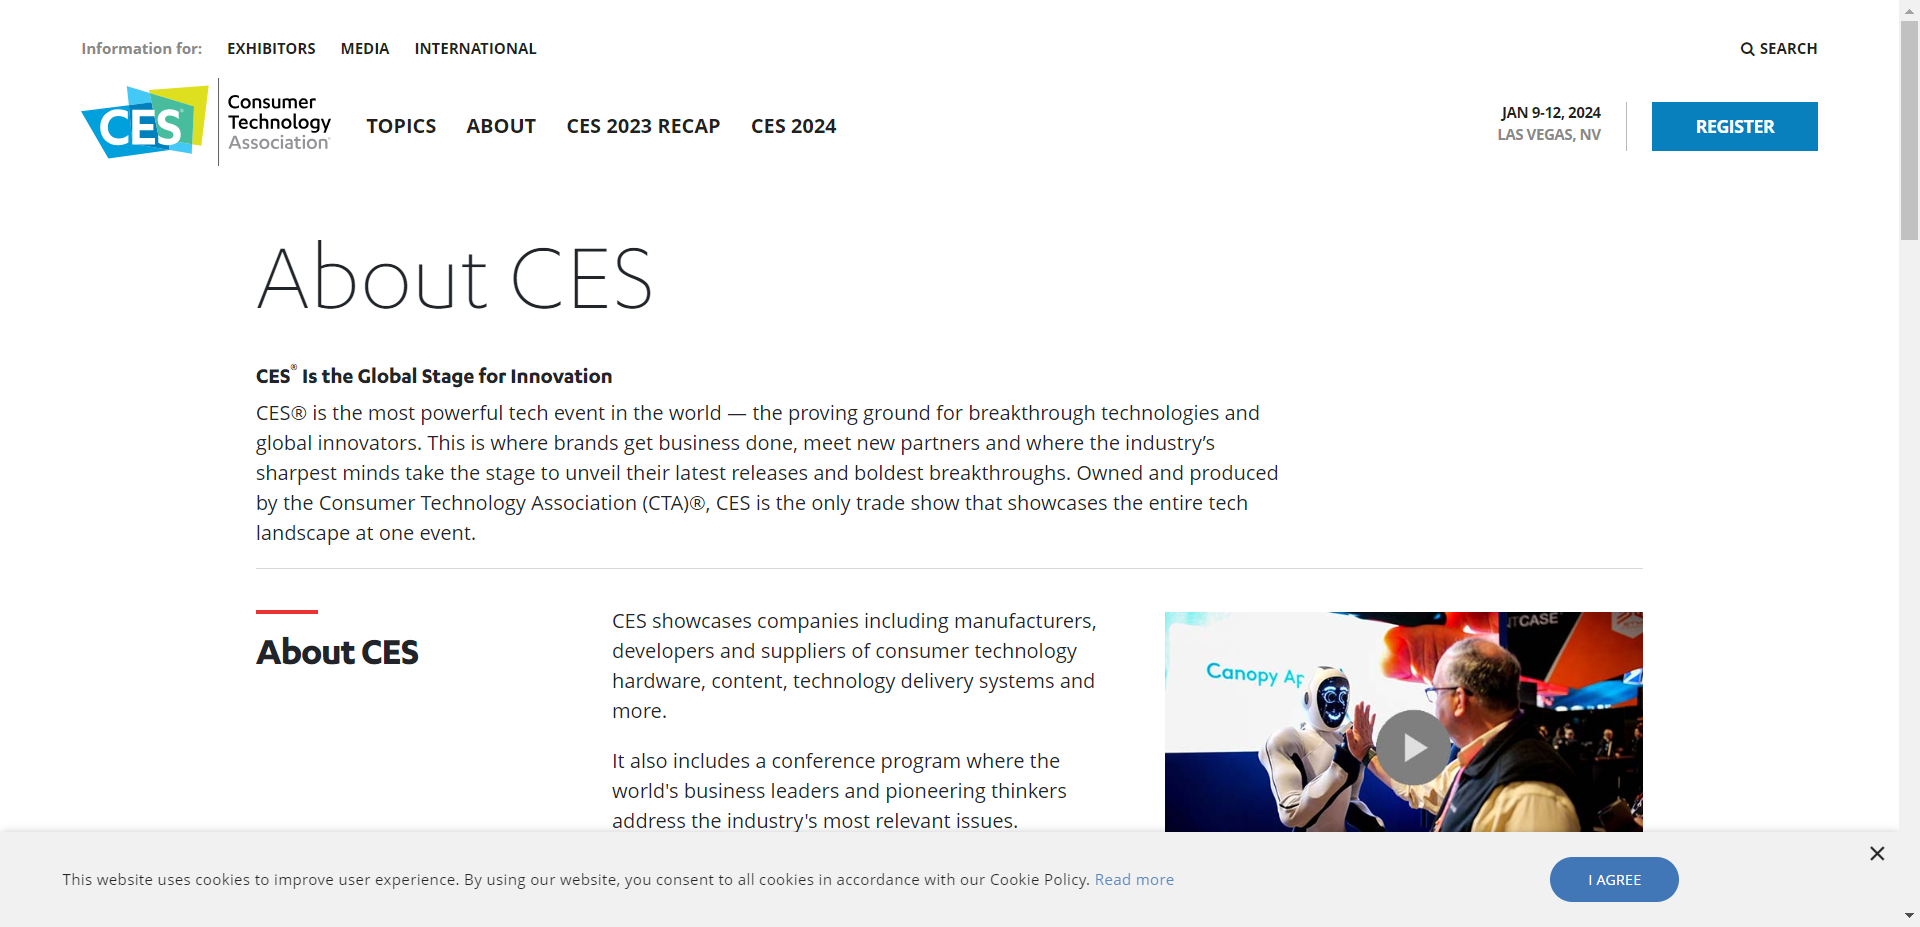 Information for: EXHIBITORS MEDIA INTERNATIONAL
SEARCH
CES®
Consumer
Technology
Association
TOPICS ABOUT CES 2023 RECAP CES 2024
JAN 9-12, 2024
LAS VEGAS, NV
REGISTER
About CES
CES® Is the Global Stage for Innovation
CES® is the most powerful tech event in the world — the proving ground for breakthrough technologies and
global innovators. This is where brands get business done, meet new partners and where the industry’s
sharpest minds take the stage to unveil their latest releases and boldest breakthroughs. Owned and produced
by the Consumer Technology Association (CTA)®, CES is the only trade show that showcases the entire tech
landscape at one event.
About CES
CES showcases companies including manufacturers,
developers and suppliers of consumer technology
hardware, content, technology delivery systems and
more.
It also includes a conference program where the
world's business leaders and pioneering thinkers
address the industry's most relevant issues.
Canopy Ap
ITCASE
This website uses cookies to improve user experience. By using our website, you consent to all cookies in accordance with our Cookie Policy. Read more
I AGREE